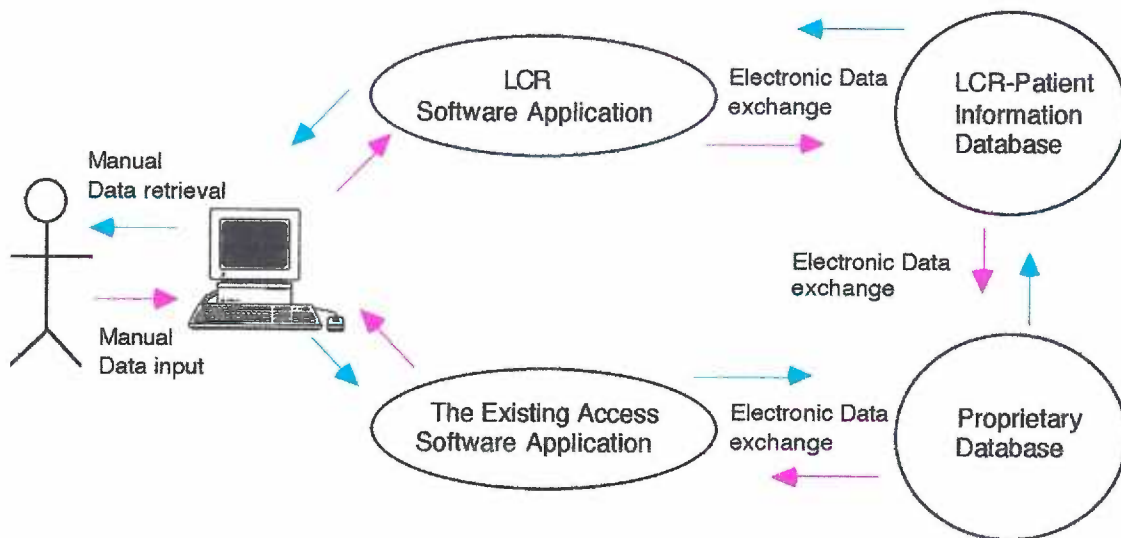 LCR
Software Application
Electronic Data
exchange
LCR-Patient
Information
Database
Manual
Data retrieval
Electronic Data
exchange
Manual
Data input
The Existing Access
Software Application
Electronic Data
exchange
Proprietary
Database